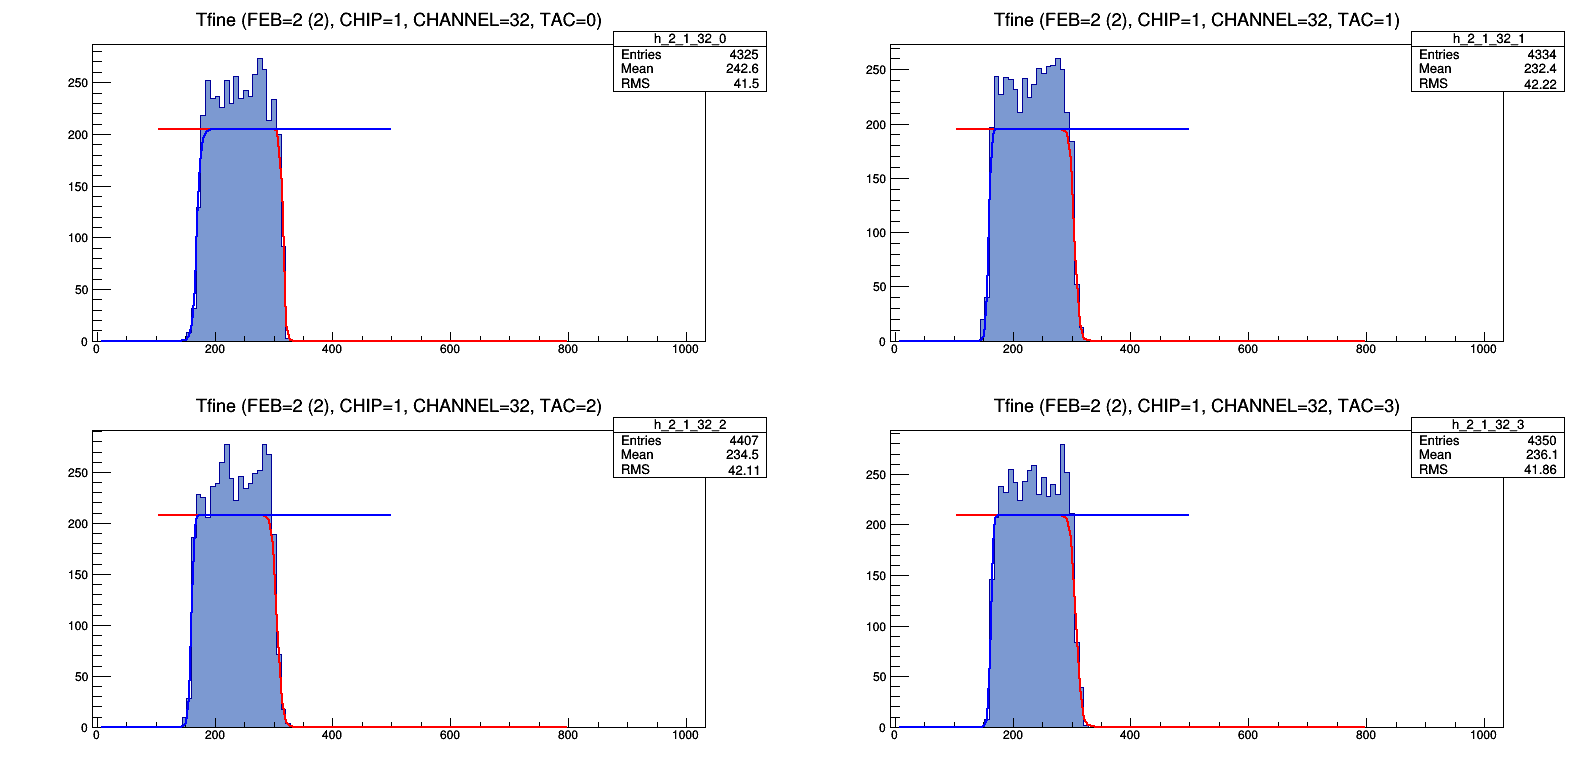 Tfine (FEB=2 (2), CHIP=1, CHANNEL=32, TAC=0)
h_2_1_32_0
Entries 4325
Mean 242.6
RMS 41.5
250
200
150
100
50
0
0 200 400 600 800 1000
Tfine (FEB=2 (2), CHIP=1, CHANNEL=32, TAC=1)
h_2_1_32_1
Entries 4334
Mean 232.4
RMS 42.22
250
200
150
100
50
0
0 200 400 600 800 1000
Tfine (FEB=2 (2), CHIP=1, CHANNEL=32, TAC=2)
h_2_1_32_2
Entries 4407
Mean 234.5
RMS 42.11
250
200
150
100
50
0
0 200 400 600 800 1000
Tfine (FEB=2 (2), CHIP=1, CHANNEL=32, TAC=3)
h_2_1_32_3
Entries 4350
Mean 236.1
RMS 41.86
250
200
150
100
50
0
0 200 400 600 800 1000